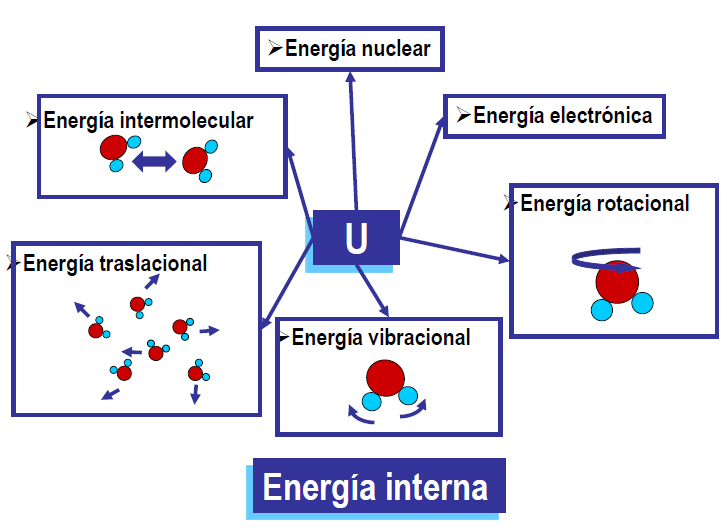 ➢Energía nuclear
➢Energía intermolecular
➢Energía electrónica
➢Energía rotacional
U
➢Energía traslacional
➢Energía vibracional
Energía interna